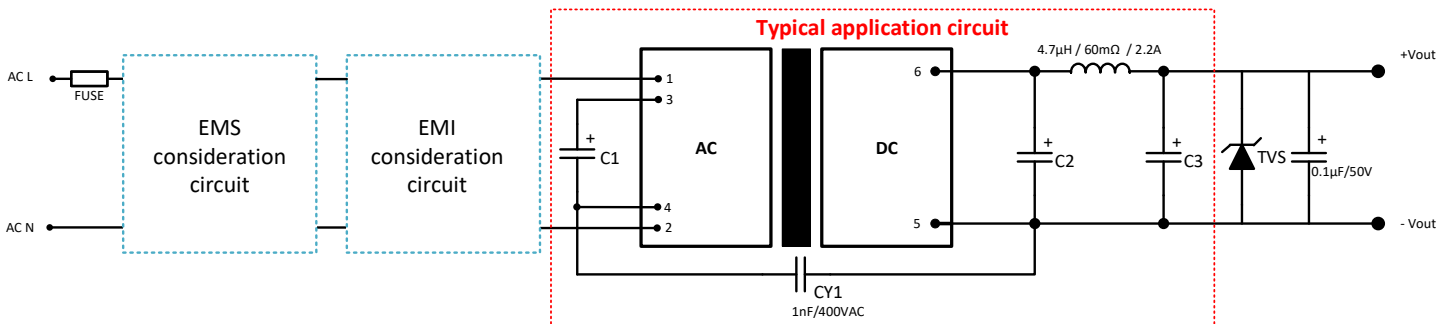 Typical application circuit
4.7µH / 60mΩ / 2.2A
+Vout
AC L
FUSE
1
3
6
EMS
consideration
circuit
EMI
consideration
circuit
+
C1
AC
DC
+
C2
+
C3
TVS
+
0.1µF/50V
4
2
5
AC N
- Vout
CY1
1nF/400VAC